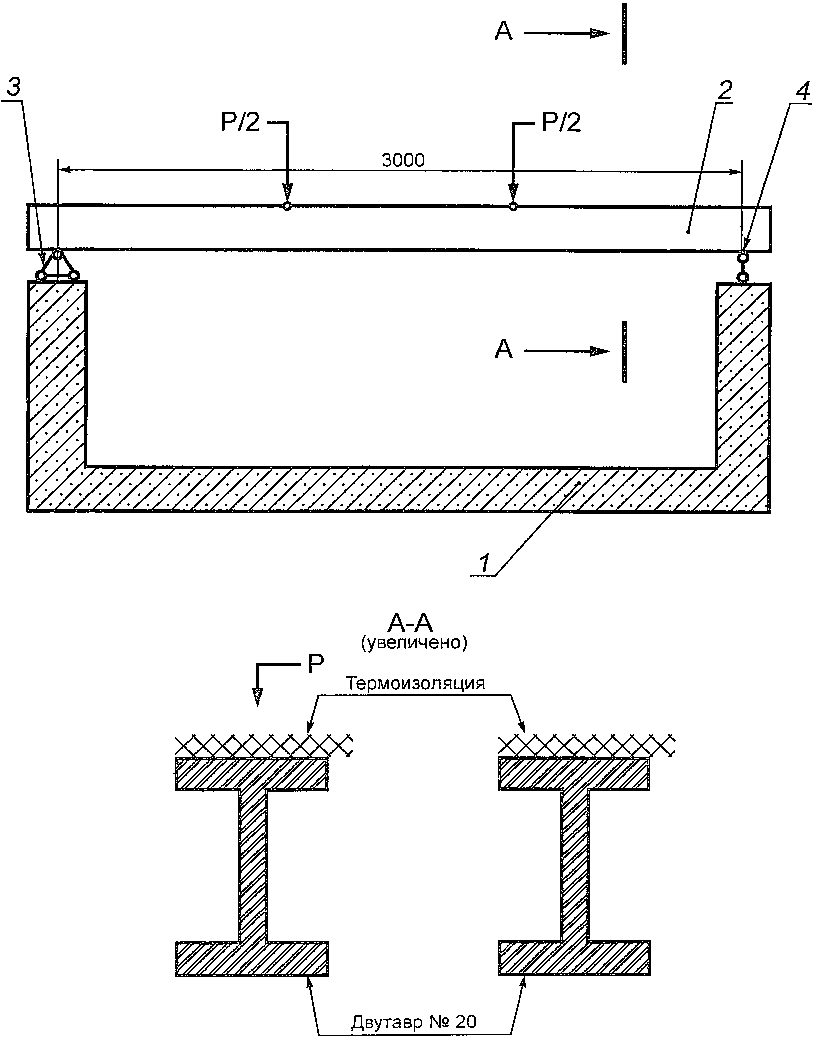 А
3
2
4
Р/2
Р/2
3000
А
1
А-А
(увеличено)
Р
Термоизоляция
Двутавр № 20